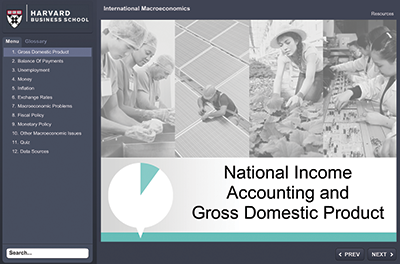 HARVARD
BUSINESS SCHOOL
International Macroeconomics
Resources
Menu Glossary
1. Gross Domestic Product
2. Balance Of Payments
3. Unemployment
4. Money
5. Inflation
6. Exchange Rates
7. Macroeconomic Problems
8. Fiscal Policy
9. Monetary Policy
10. Other Macroeconomic Issues
11. Quiz
12. Data Sources
National Income
Accounting and
Gross Domestic Product
Search...
PREV NEXT